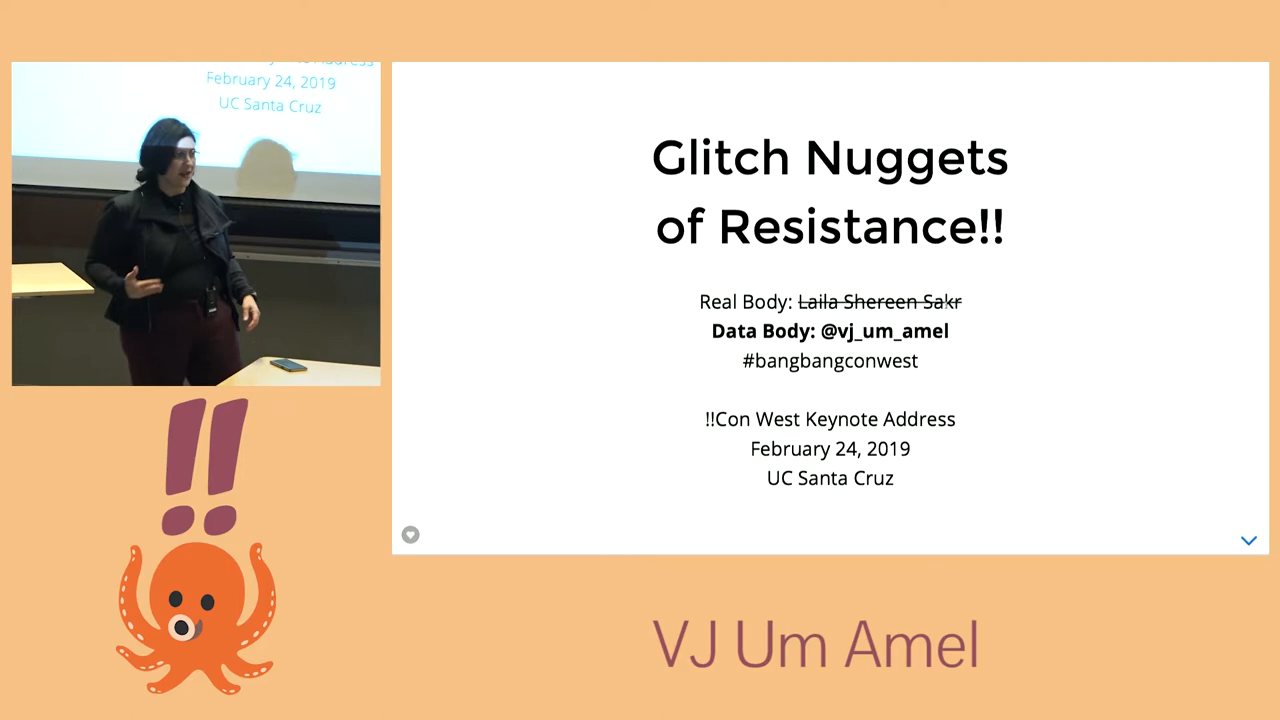 February 24, 2019
UC Santa Cruz
Glitch Nuggets
of Resistance!!
Real Body: Laila Shereen Sakr
Data Body: @vj_um_amel
#bangbangconwest
!!Con West Keynote Address
February 24, 2019
UC Santa Cruz
!!
VJ Um Amel